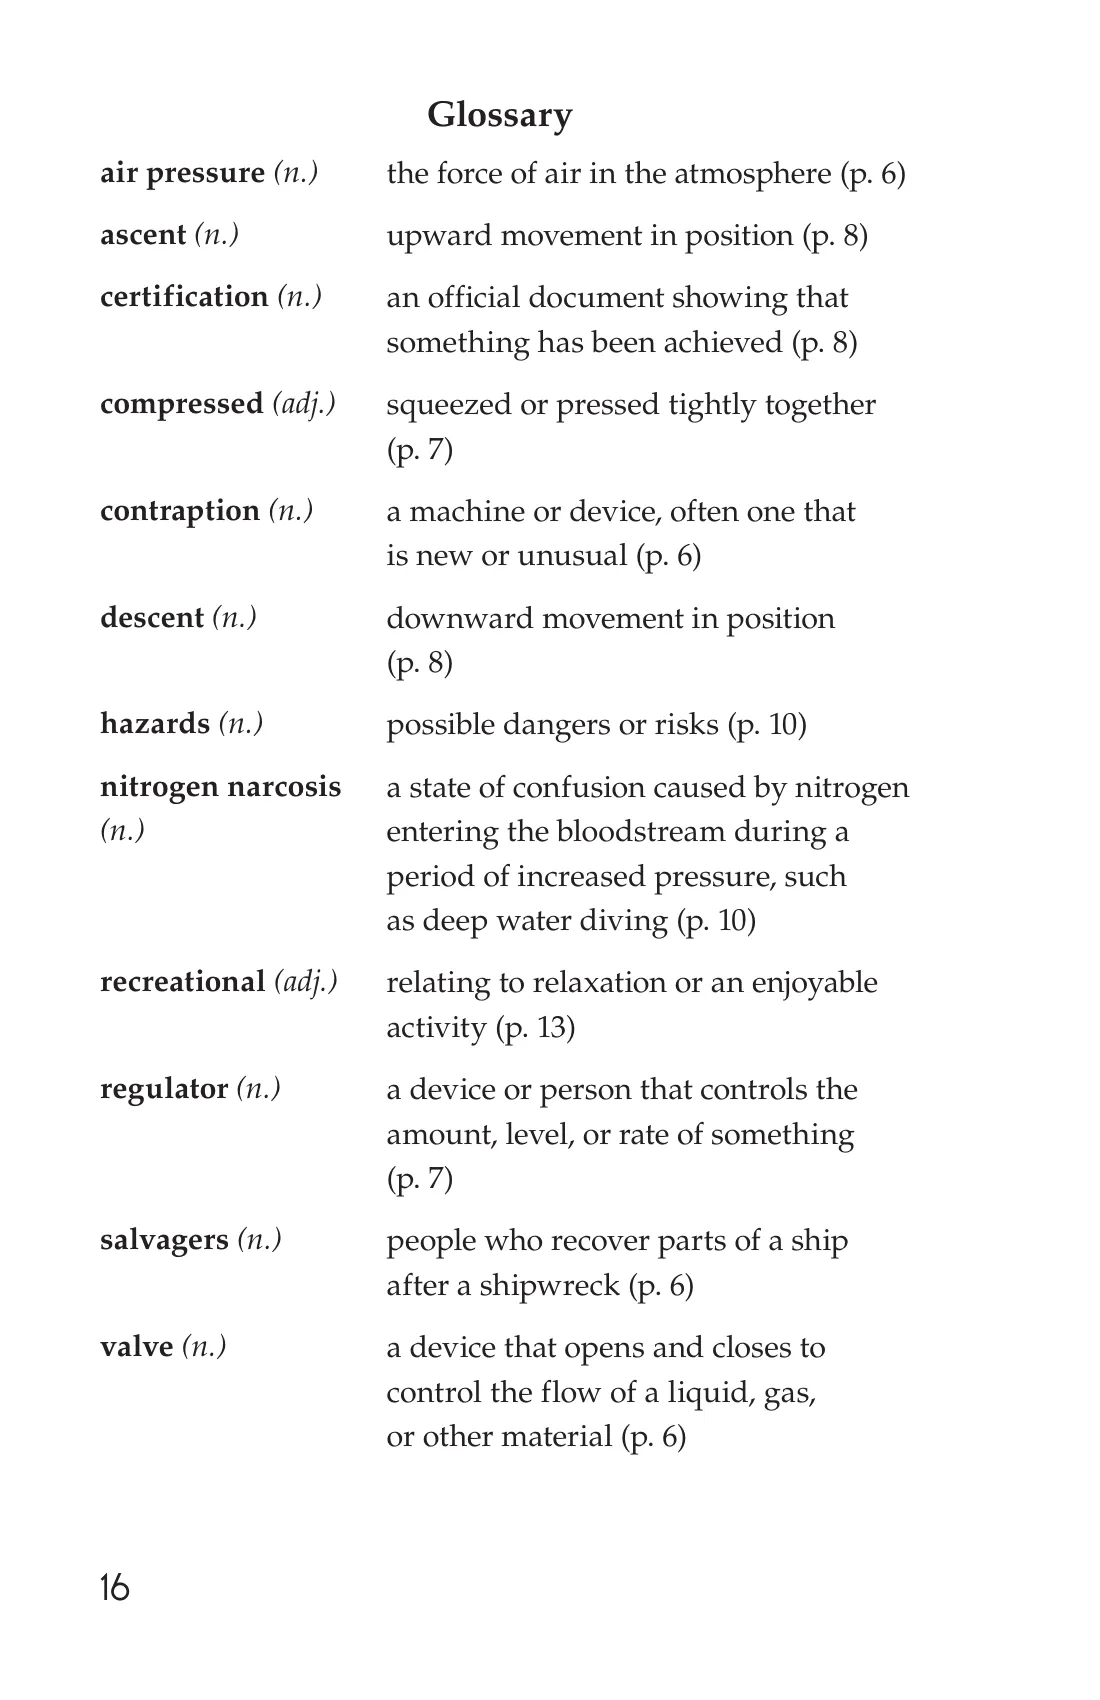 Glossary
air pressure (n.) the force of air in the atmosphere (p. 6)
ascent (n.) upward movement in position (p. 8)
certification (n.) an official document showing that
something has been achieved (p. 8)
compressed (adj.) squeezed or pressed tightly together
(p. 7)
contraption (n.) a machine or device, often one that
is new or unusual (p. 6)
descent (n.) downward movement in position
(p. 8)
hazards (n.) possible dangers or risks (p. 10)
nitrogen narcosis a state of confusion caused by nitrogen
(n.) entering the bloodstream during a
period of increased pressure, such
as deep water diving (p. 10)
recreational (adj.) relating to relaxation or an enjoyable
activity (p. 13)
regulator (n.) a device or person that controls the
amount, level, or rate of something
(p. 7)
salvagers (n.) people who recover parts of a ship
after a shipwreck (p. 6)
valve (n.) a device that opens and closes to
control the flow of a liquid, gas,
or other material (p. 6)
16